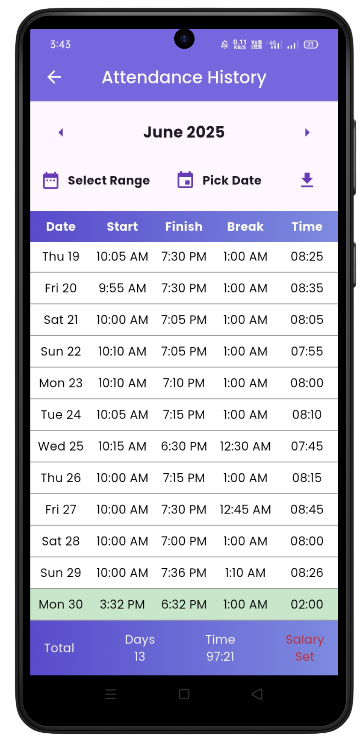 3:43
0.11 KB/S 4G 71
Attendance History
June 2025
Select Range Pick Date
Date Start Finish Break Time
Thu 19 10:05 AM 7:30 PM 1:00 AM 08:25
Fri 20 9:55 AM 7:30 PM 1:00 AM 08:35
Sat 21 10:00 AM 7:05 PM 1:00 AM 08:05
Sun 22 10:10 AM 7:05 PM 1:00 AM 07:55
Mon 23 10:10 AM 7:10 PM 1:00 AM 08:00
Tue 24 10:05 AM 7:15 PM 1:00 AM 08:10
Wed 25 10:15 AM 6:30 PM 12:30 AM 07:45
Thu 26 10:00 AM 7:15 PM 1:00 AM 08:15
Fri 27 10:00 AM 7:30 PM 12:45 AM 08:45
Sat 28 10:00 AM 7:00 PM 1:00 AM 08:00
Sun 29 10:00 AM 7:36 PM 1:10 AM 08:26
Mon 30 3:32 PM 6:32 PM 1:00 AM 02:00
Total Days Time Salary
13 97:21 Set